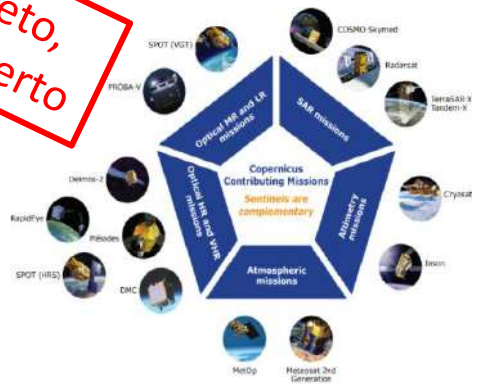 eto,
erto
SPOT (VGT)
PROBA-V
COSMO-Skymed
Radarsat
TerraSAR-X
Tandem-X
Optical MR and LR
missions
SAR missions
Copernicus
Contributing Missions
Sentinels are
complementary
Optical HR and VHR
missions
Altimetry
missions
Atmospheric
missions
Deimos-2
RapidEye
Pléiades
SPOT (HRS)
DMC
Cryosat
Jason
MetOp
Meteosat 2nd
Generation